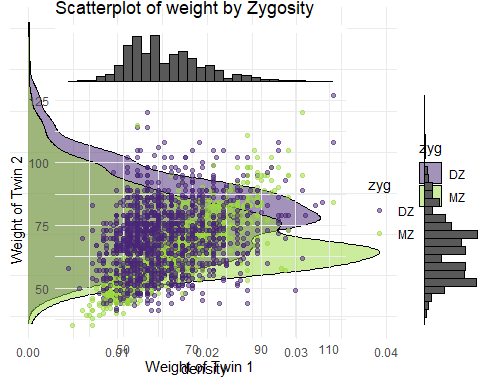 Scatterplot of weight by Zygosity
125
100
75
50
Weight of Twin 2
zyg
DZ
MZ
zyg
DZ
MZ
0.00 0.01 50 70 0.02 90 0.03 110 0.04
Weight of Twin 1
density